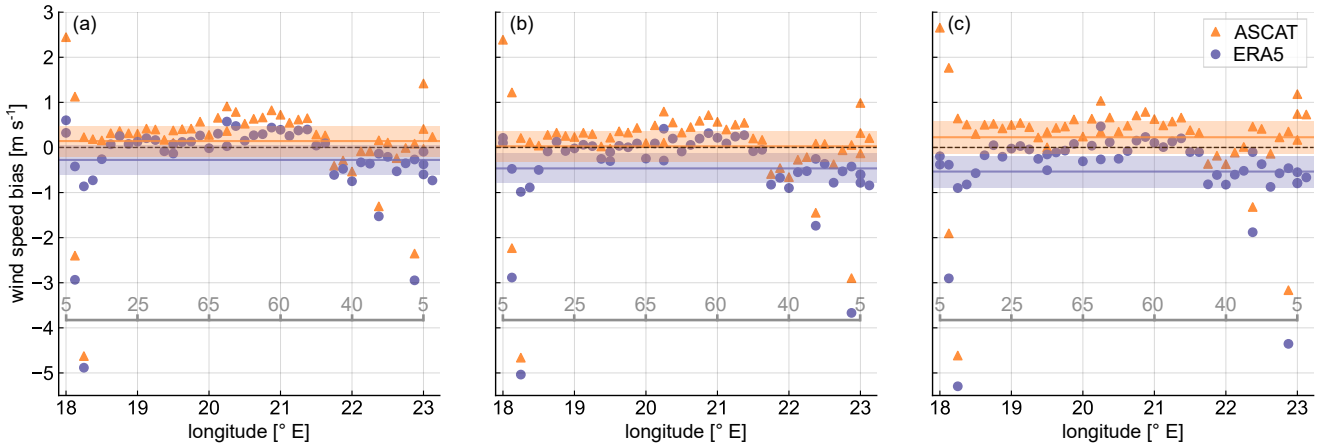 (a)
(b)
(c)
ASCAT
ERA5
wind speed bias [m s⁻¹]
3
2
1
0
−1
−2
−3
−4
−5
5 25 65 60 40 5
5 25 65 60 40 5
5 25 65 60 40 5
18 19 20 21 22 23
18 19 20 21 22 23
18 19 20 21 22 23
longitude [° E]
longitude [° E]
longitude [° E]